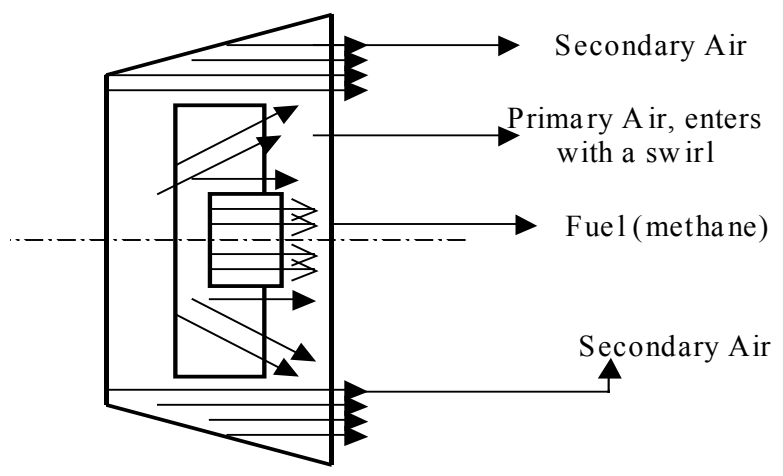 Secondary Air
Primary Air, enters
with a swirl
Fuel (methane)
Secondary Air